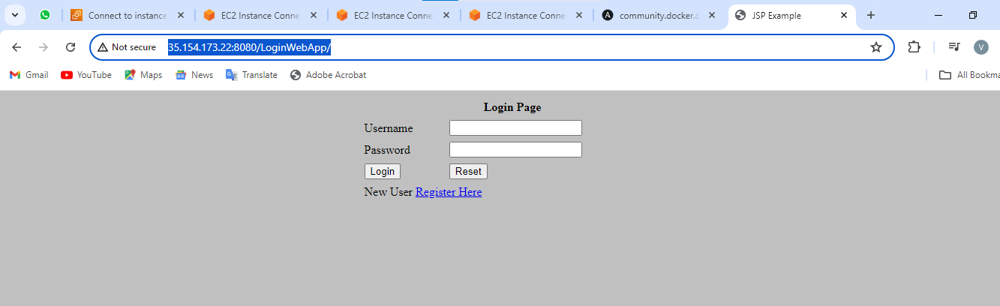 Connect to instance
EC2 Instance Conne
EC2 Instance Conne
EC2 Instance Conne
community.docker.c
JSP Example
Not secure 35.154.173.22:8080/LoginWebApp/
V
Gmail YouTube Maps News Translate Adobe Acrobat All Bookma
Login Page
Username
Password
Login Reset
New User Register Here